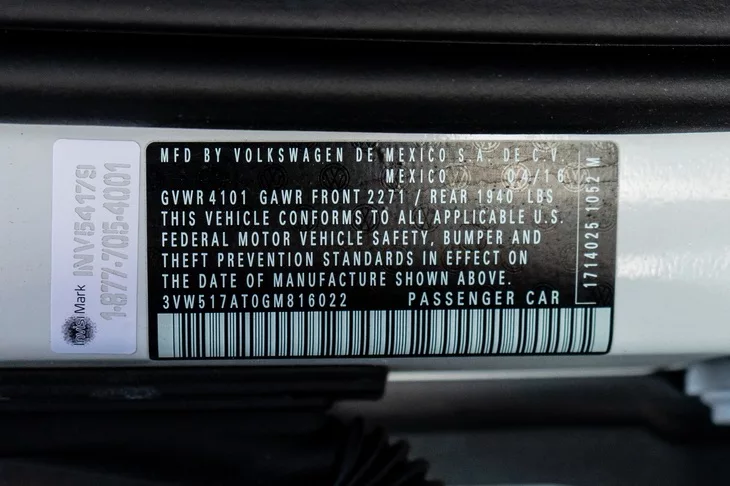 MFD BY VOLKSWAGEN DE MEXICO S.A. DE C.V.
MEXICO 04/16
GVWR 4101 GAWR FRONT 2271 / REAR 1940 LBS
THIS VEHICLE CONFORMS TO ALL APPLICABLE U.S.
FEDERAL MOTOR VEHICLE SAFETY, BUMPER AND
THEFT PREVENTION STANDARDS IN EFFECT ON
THE DATE OF MANUFACTURE SHOWN ABOVE.
3VW517AT0GM816022 PASSENGER CAR
1714025 1052 M
INV54179
1-877-705-4001
Mark